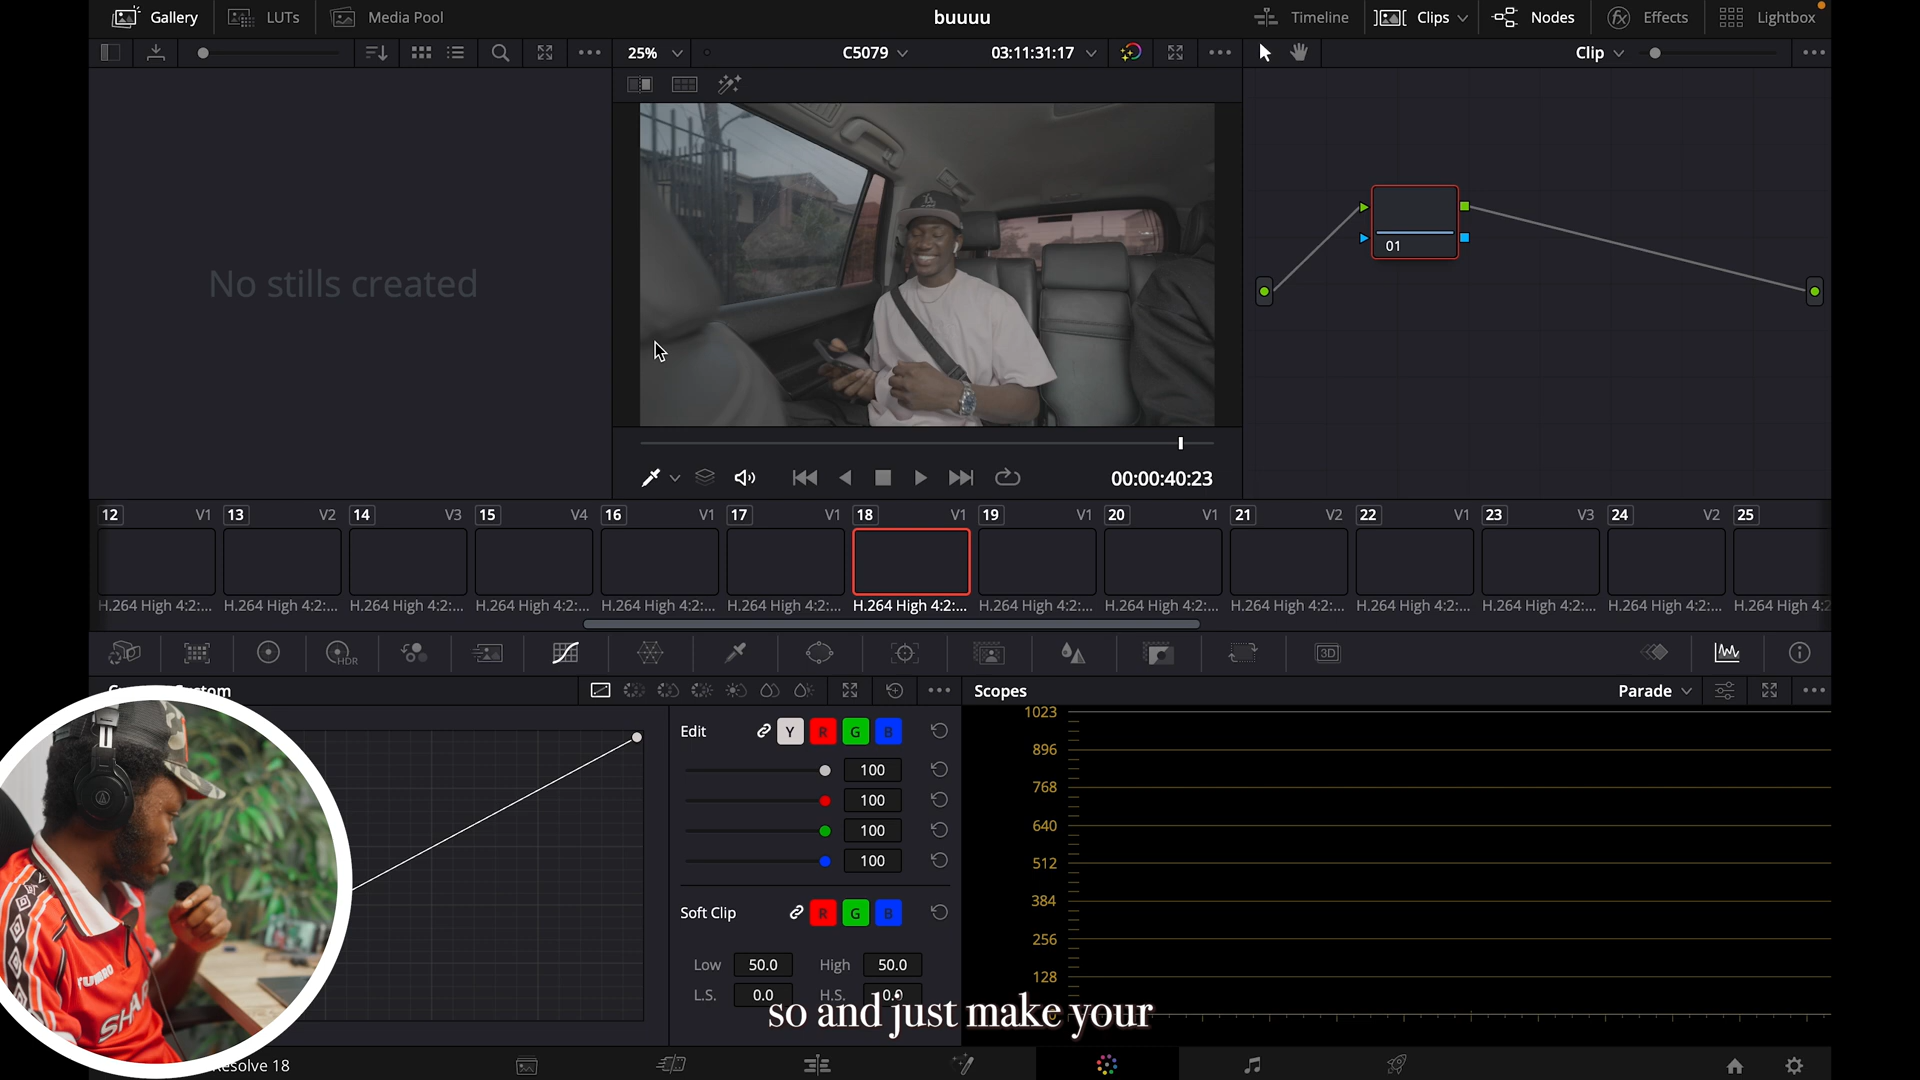 Gallery LUTs Media Pool buuuu Timeline Clips Nodes Effects Lightbox
25% C5079 03:11:31:17 Clip
No stills created
01
00:00:40:23
12 V1 13 V2 14 V3 15 V4 16 V1 17 V1 18 V1 19 V1 20 V1 21 V2 22 V1 23 V3 24 V2 25
H.264 High 4:2:... H.264 High 4:2:... H.264 High 4:2:... H.264 High 4:2:... H.264 High 4:2:... H.264 High 4:2:... H.264 High 4:2:... H.264 High 4:2:... H.264 High 4:2:... H.264 High 4:2:... H.264 High 4:2:... H.264 High 4:2:... H.264 High 4:2:... H.264 High 4:2
HDR 3D
Scopes Parade
Edit Y R G B
100
100
100
100
Soft Clip R G B
Low 50.0 High 50.0
L.S. 0.0 H.S. 0.0
1023
896
768
640
512
384
256
128
SHAR
so and just make your
esolve 18